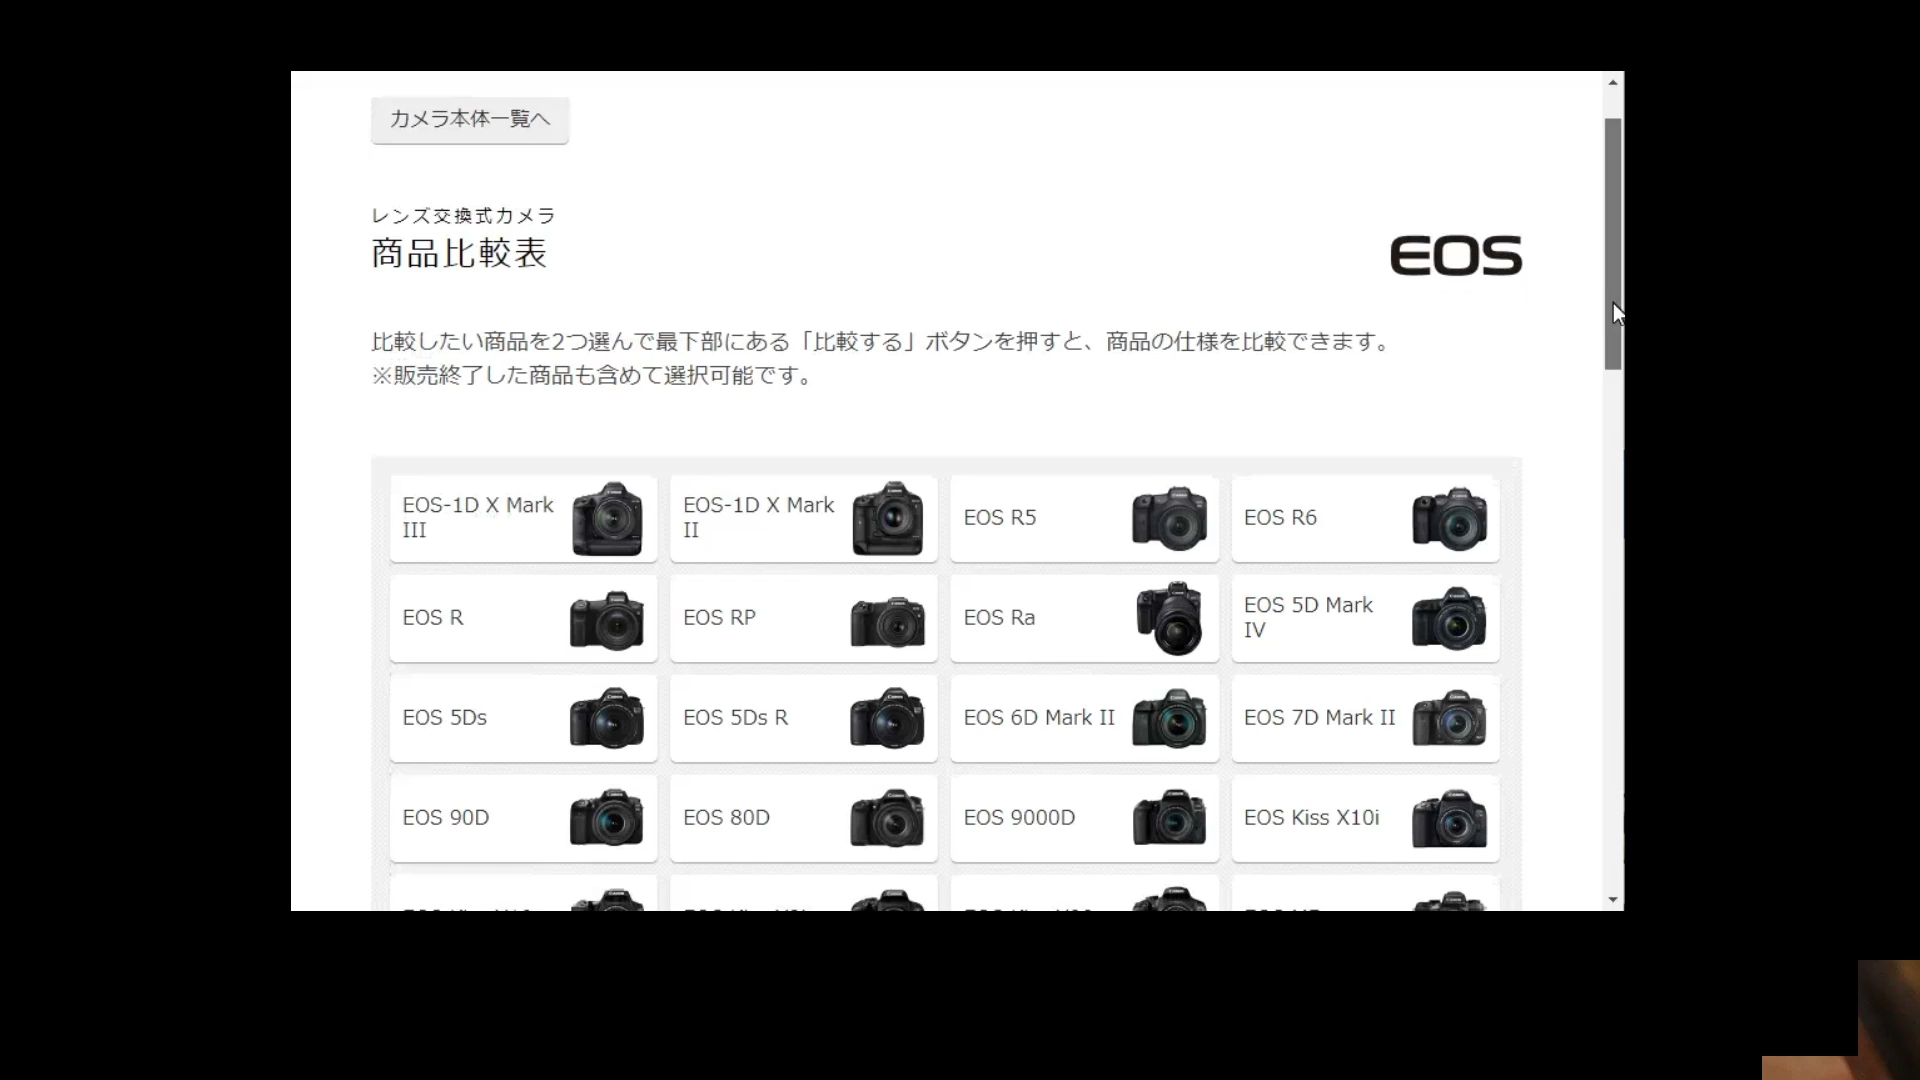 カメラ本体一覧へ
レンズ交換式カメラ
商品比較表
EOS
比較したい商品を2つ選んで最下部にある「比較する」ボタンを押すと、商品の仕様を比較できます。
※販売終了した商品も含めて選択可能です。
EOS-1D X Mark
III
EOS-1D X Mark
II
EOS R5
EOS R6
EOS R
EOS RP
EOS Ra
EOS 5D Mark
IV
EOS 5Ds
EOS 5Ds R
EOS 6D Mark II
EOS 7D Mark II
EOS 90D
EOS 80D
EOS 9000D
EOS Kiss X10i